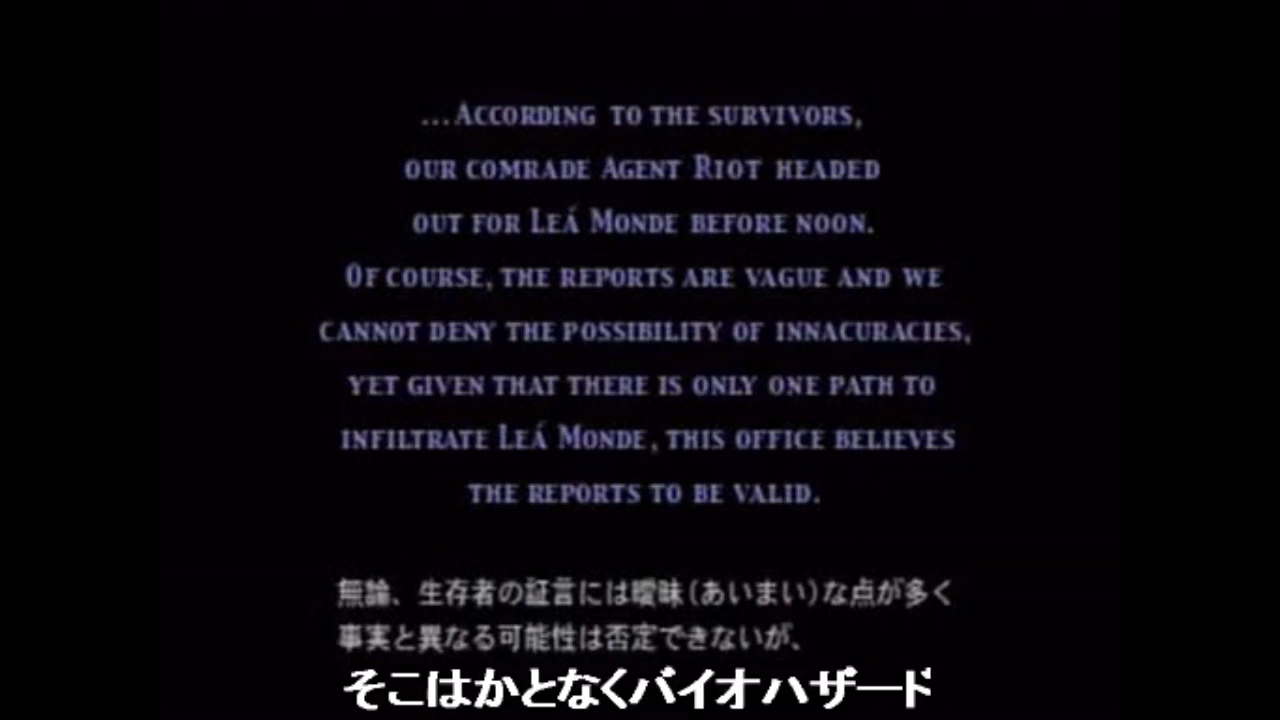 ...According to the survivors,
our comrade Agent Riot headed
out for Leá Monde before noon.
Of course, the reports are vague and we
cannot deny the possibility of innacuracies,
yet given that there is only one path to
infiltrate Leá Monde, this office believes
the reports to be valid.
無論、生存者の証言には曖昧(あいまい)な点が多く
事実と異なる可能性は否定できないが、
そこはかとなくバイオハザード